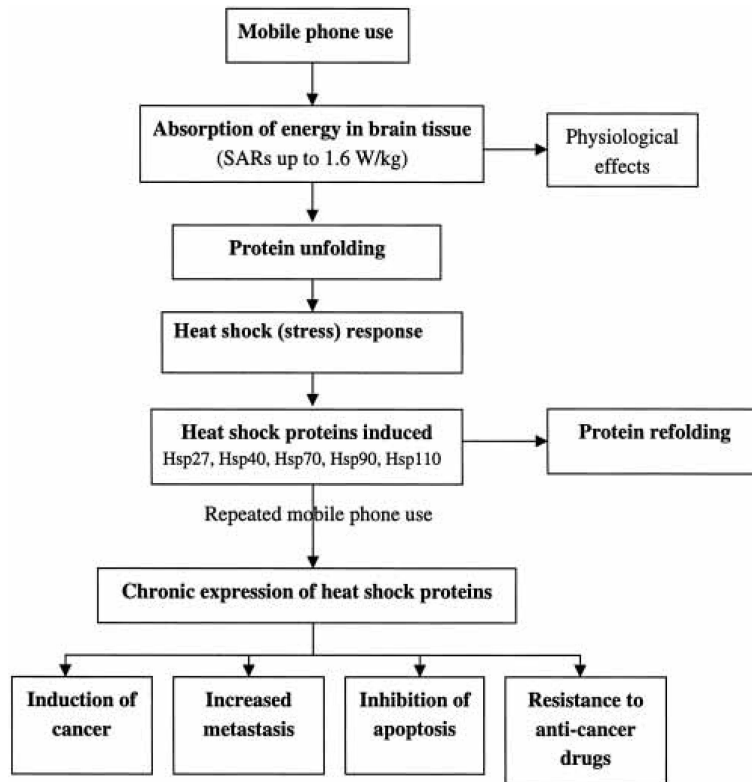 Mobile phone use
Absorption of energy in brain tissue
(SARs up to 1.6 W/kg)
Physiological
effects
Protein unfolding
Heat shock (stress) response
Heat shock proteins induced
Hsp27, Hsp40, Hsp70, Hsp90, Hsp110
Protein refolding
Repeated mobile phone use
Chronic expression of heat shock proteins
Induction of
cancer
Increased
metastasis
Inhibition of
apoptosis
Resistance to
anti-cancer
drugs